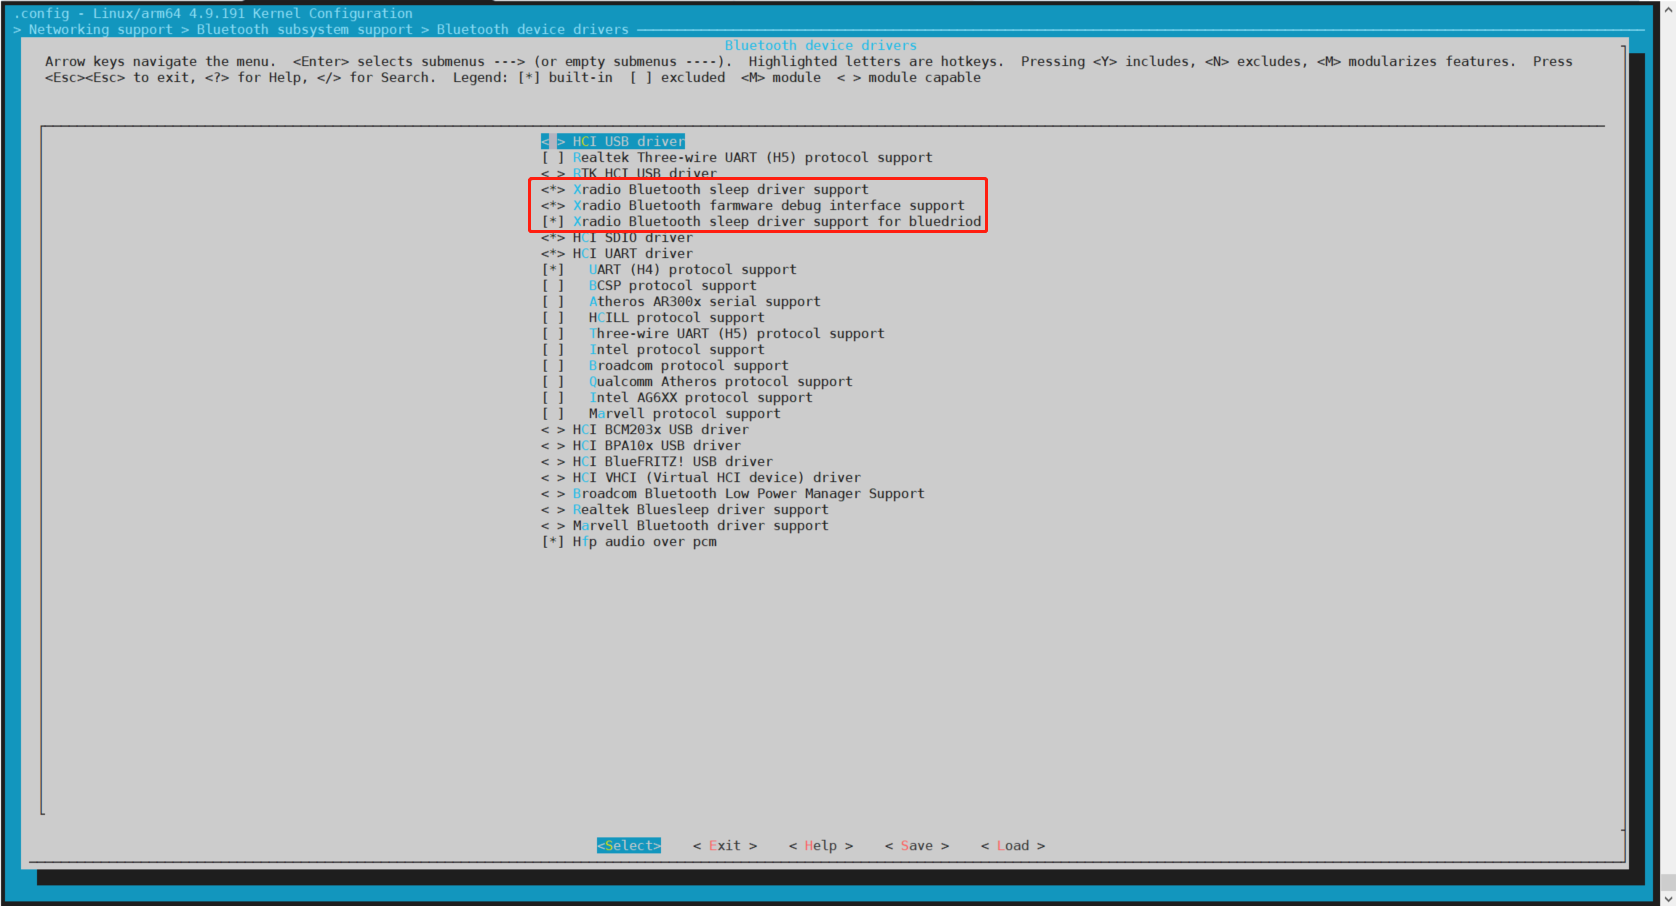 .config - Linux/arm64 4.9.191 Kernel Configuration
> Networking support > Bluetooth subsystem support > Bluetooth device drivers
Bluetooth device drivers
Arrow keys navigate the menu.  <Enter> selects submenus ---> (or empty submenus ----).  Highlighted letters are hotkeys.  Pressing <Y> includes, <N> excludes, <M> modularizes features.  Press
<Esc><Esc> to exit, <?> for Help, </> for Search.  Legend: [*] built-in  [ ] excluded  <M> module  < > module capable
< > HCI USB driver
[ ] Realtek Three-wire UART (H5) protocol support
< > RTK HCI USB driver
<*> Xradio Bluetooth sleep driver support
<*> Xradio Bluetooth farmware debug interface support
[*] Xradio Bluetooth sleep driver support for bluedriod
<*> HCI SDIO driver
<*> HCI UART driver
[*]   UART (H4) protocol support
[ ]   BCSP protocol support
[ ]   Atheros AR300x serial support
[ ]   HCILL protocol support
[ ]   Three-wire UART (H5) protocol support
[ ]   Intel protocol support
[ ]   Broadcom protocol support
[ ]   Qualcomm Atheros protocol support
[ ]   Intel AG6XX protocol support
[ ]   Marvell protocol support
< > HCI BCM203x USB driver
< > HCI BPA10x USB driver
< > HCI BlueFRITZ! USB driver
< > HCI VHCI (Virtual HCI device) driver
< > Broadcom Bluetooth Low Power Manager Support
< > Realtek Bluesleep driver support
< > Marvell Bluetooth driver support
[*] Hfp audio over pcm
<Select>    < Exit >    < Help >    < Save >    < Load >